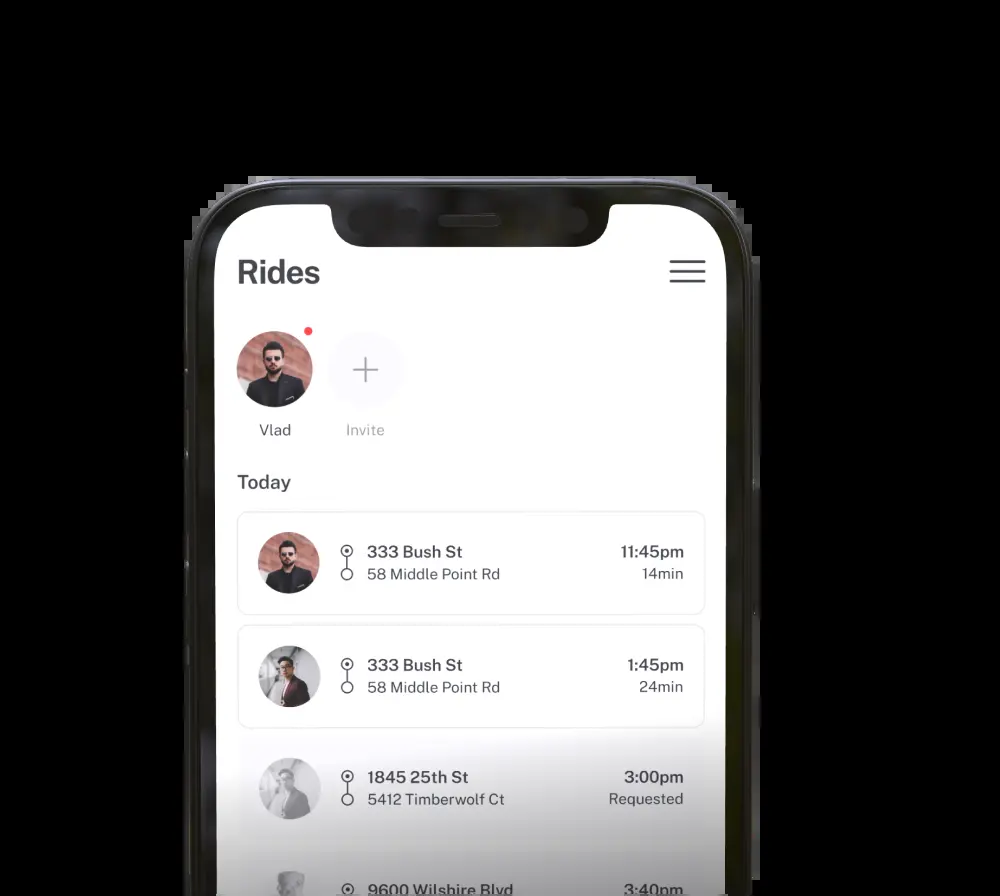 Rides
Vlad
Invite
Today
333 Bush St
11:45pm
58 Middle Point Rd
14min
333 Bush St
1:45pm
58 Middle Point Rd
24min
1845 25th St
3:00pm
5412 Timberwolf Ct
Requested
9600 Wilshire Blvd
3:40pm